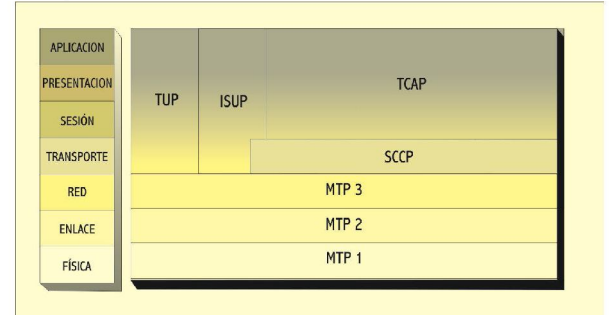 APLICACION
PRESENTACION
SESIÓN
TRANSPORTE
RED
ENLACE
FÍSICA
TUP
ISUP
TCAP
SCCP
MTP 3
MTP 2
MTP 1